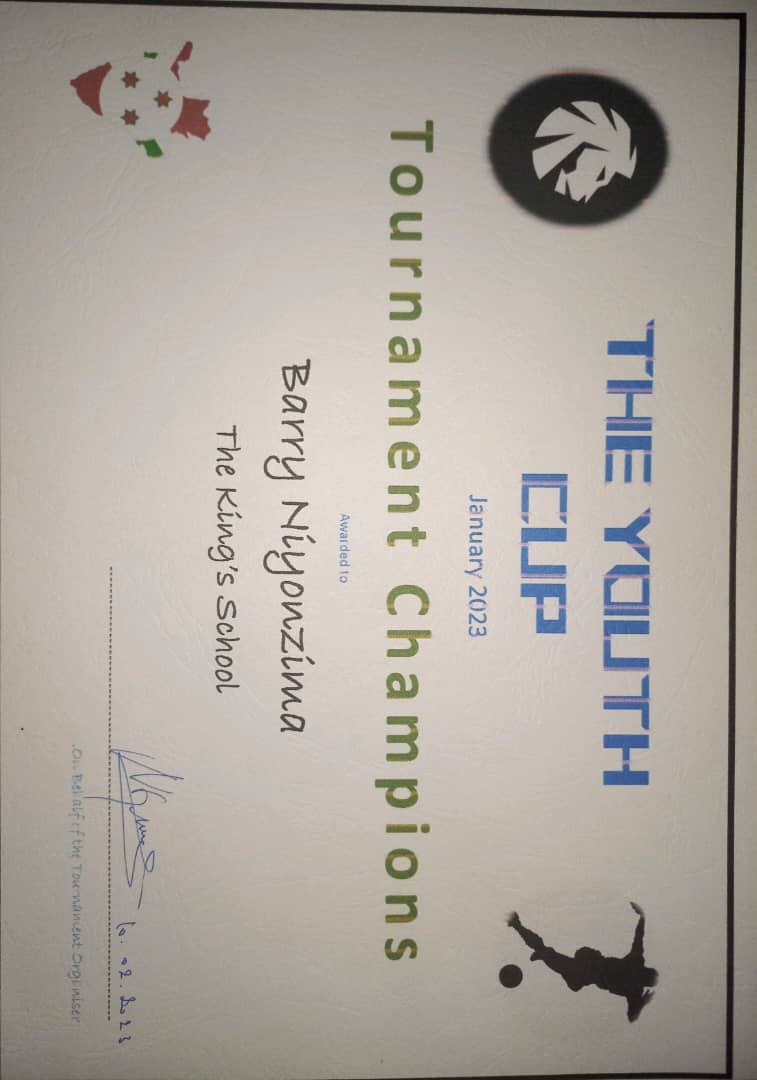 THE YOUTH
CUP
January 2023
Tournament Champions
Awarded to
Barry Niyonzima
The King's School
10.02.2023
On Behalf of the Tournament Organiser